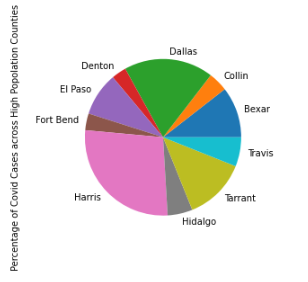 Percentage of Covid Cases across High Popolation Counties
Dallas
Denton
Collin
El Paso
Bexar
Fort Bend
Travis
Harris
Tarrant
Hidalgo